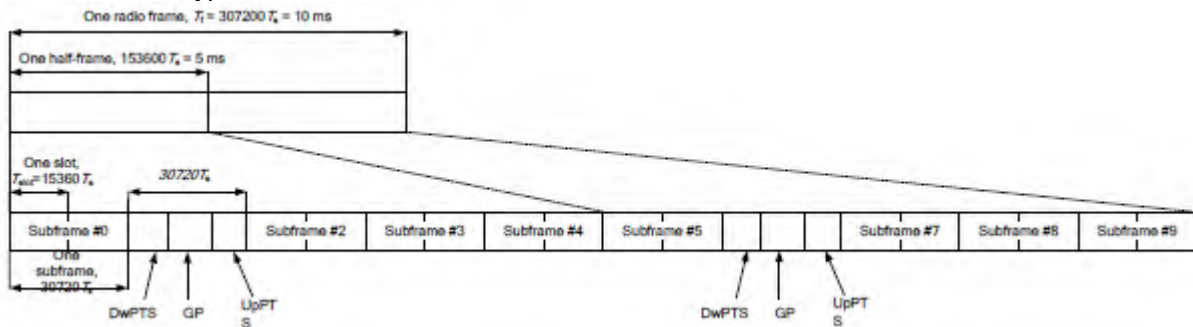 One radio frame, Tf = 307200 Ts = 10 ms
One half-frame, 153600 Ts = 5 ms
One slot,
Tslot=15360 Ts
30720Ts
Subframe #0
Subframe #2
Subframe #3
Subframe #4
Subframe #5
Subframe #7
Subframe #8
Subframe #9
One
subframe,
30720 Ts
DwPTS
GP
UpPT
S
DwPTS
GP
UpPT
S